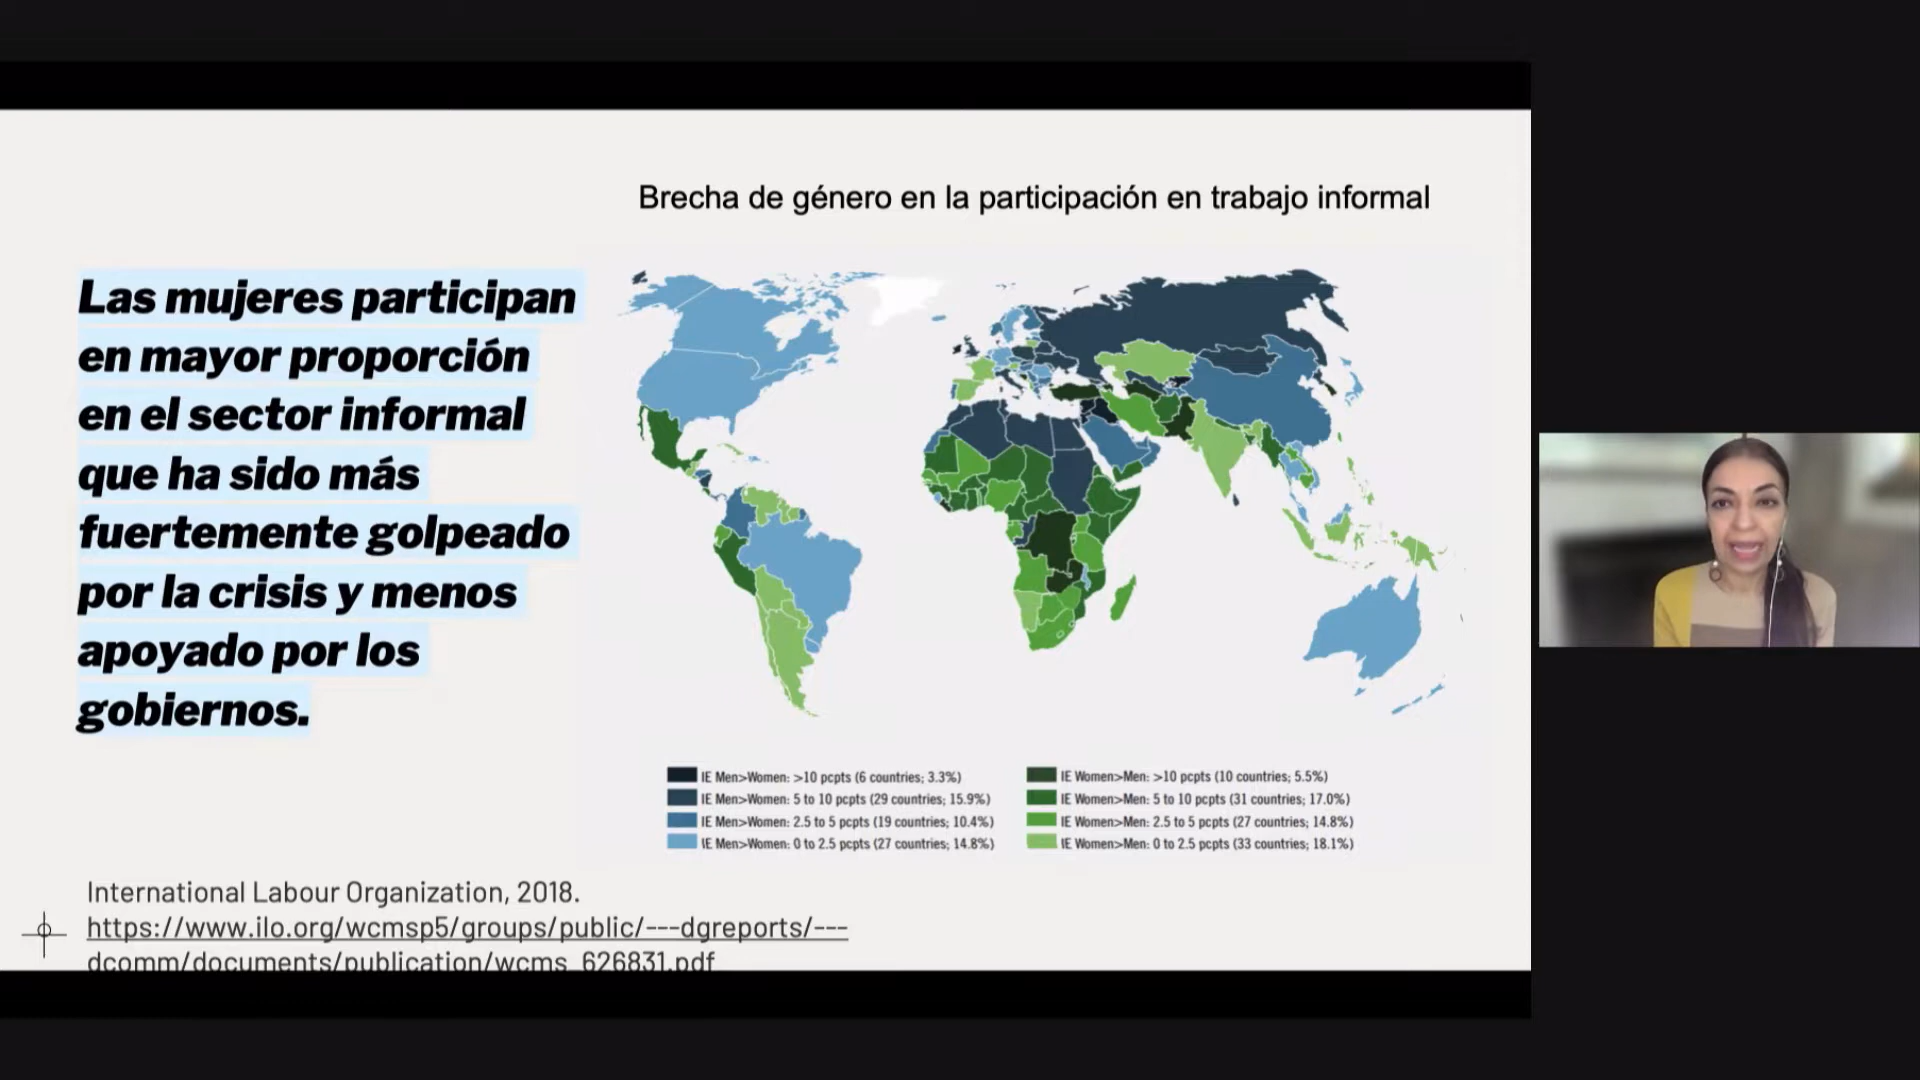 Brecha de género en la participación en trabajo informal
Las mujeres participan
en mayor proporción
en el sector informal
que ha sido más
fuertemente golpeado
por la crisis y menos
apoyado por los
gobiernos.
IE Men>Women: >10 pcpts (6 countries; 3.3%)
IE Men>Women: 5 to 10 pcpts (29 countries; 15.9%)
IE Men>Women: 2.5 to 5 pcpts (19 countries; 10.4%)
IE Men>Women: 0 to 2.5 pcpts (27 countries; 14.8%)
IE Women>Men: >10 pcpts (10 countries; 5.5%)
IE Women>Men: 5 to 10 pcpts (31 countries; 17.0%)
IE Women>Men: 2.5 to 5 pcpts (27 countries; 14.8%)
IE Women>Men: 0 to 2.5 pcpts (33 countries; 18.1%)
International Labour Organization, 2018.
https://www.ilo.org/wcmsp5/groups/public/---dgreports/---
dcomm/documents/publication/wcms_626831.pdf